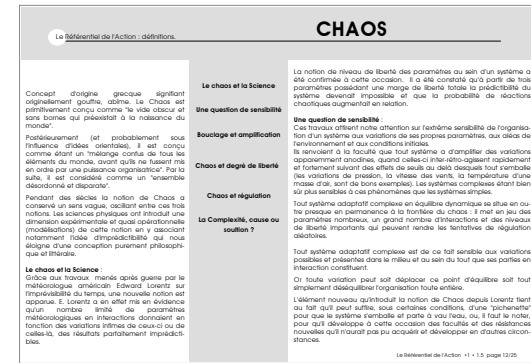 Le Référentiel de l'Action : définitions.
CHAOS
Concept d'origine grecque signifiant
originellement gouffre, abîme. Le Chaos est
primitivement conçu comme "le vide obscur et
sans bornes qui préexistait à la naissance du
monde".
Postérieurement (et probablement sous
l'influence d'idées orientales), il est conçu
comme étant un "mélange confus de tous les
éléments du monde, avant qu'ils ne fussent mis
en ordre par une puissance organisatrice". Par la
suite, il est considéré comme un "ensemble
désordonné et disparate".
Pendant des siècles la notion de Chaos a
conservé un sens vague, oscillant entre ces trois
notions. Les sciences physiques ont introduit une
dimension expérimentale et quasi opérationnelle
(modélisations) de cette notion en y associant
notamment l'idée d'imprédicibilité qui nous
éloigne d'une conception purement philosophi-
que et littéraire.
Le chaos et la Science :
Grâce aux travaux menés après guerre par le
météorologue américain Edward Lorentz sur
l'imprévisibilité du temps, une nouvelle notion est
apparue. E. Lorentz a en effet mis en évidence
qu'un nombre limité de paramètres
météorologiques en interactions donnaient en
fonction des variations infimes de ceux-ci ou de
celles-là, des résultats parfaitement imprédicti-
bles.
Le chaos et la Science
Une question de sensibilité
Bouclage et amplification
Chaos et degré de liberté
Chaos et régulation
La Complexité, cause ou
soultion ?
La notion de niveau de liberté des paramètres au sein d'un système a
été confirmée à cette occasion. Il a été constaté qu'à partir de trois
paramètres possédant une marge de liberté totale la prédictibilité du
système devenait impossible et que la probabilité de réactions
chaotiques augmentait en relation.
Une question de sensibilité :
Ces travaux attirent notre attention sur l'extrême sensibilité de l'organisa-
tion d'un système aux variations de ses propres paramètres, aux aléas de
l'environnement et aux conditions initiales.
Ils renvoient à la faculté que tout système a d'amplifier des variations
apparemment anodines, quand celles-ci inter-rétro-agissent rapidement
et fortement suivant des effets de seuils au delà desquels tout s'emballe
(les variations de pression, la vitesse des vents, la température d'une
masse d'air, sont de bons exemples). Les systèmes complexes étant bien
sûr plus sensibles à ces phénomènes que les systèmes simples.
Tout système adaptatif complexe en équilibre dynamique se situe en ou-
tre presque en permanence à la frontière du chaos : il met en jeu des
paramètres nombreux, un grand nombre d'interactions et des niveaux
de liberté importants qui peuvent rendre les tentatives de régulation
aléatoires.
Tout système adaptatif complexe est de ce fait sensible aux variations
possibles et présentes dans le milieu et au sein du tout que ses parties en
interaction constituent.
Or toute variation peut soit déplacer ce point d'équilibre soit tout
simplement déséquilibrer l'organisation toute entière.
L'élément nouveau qu'introduit la notion de Chaos depuis Lorentz tient
au fait qu'il peut suffire, sous certaines conditions, d'une "pichenette"
pour que le système s'emballe et parte à vau l'eau, ou, il faut le noter,
pour qu'il développe à cette occasion des facultés et des résistances
nouvelles qu'il n'aurait pas pu acquérir et développer en d'autres circon-
stances.
Le Référentiel de l'Action •1 • 1.5 page 12/25